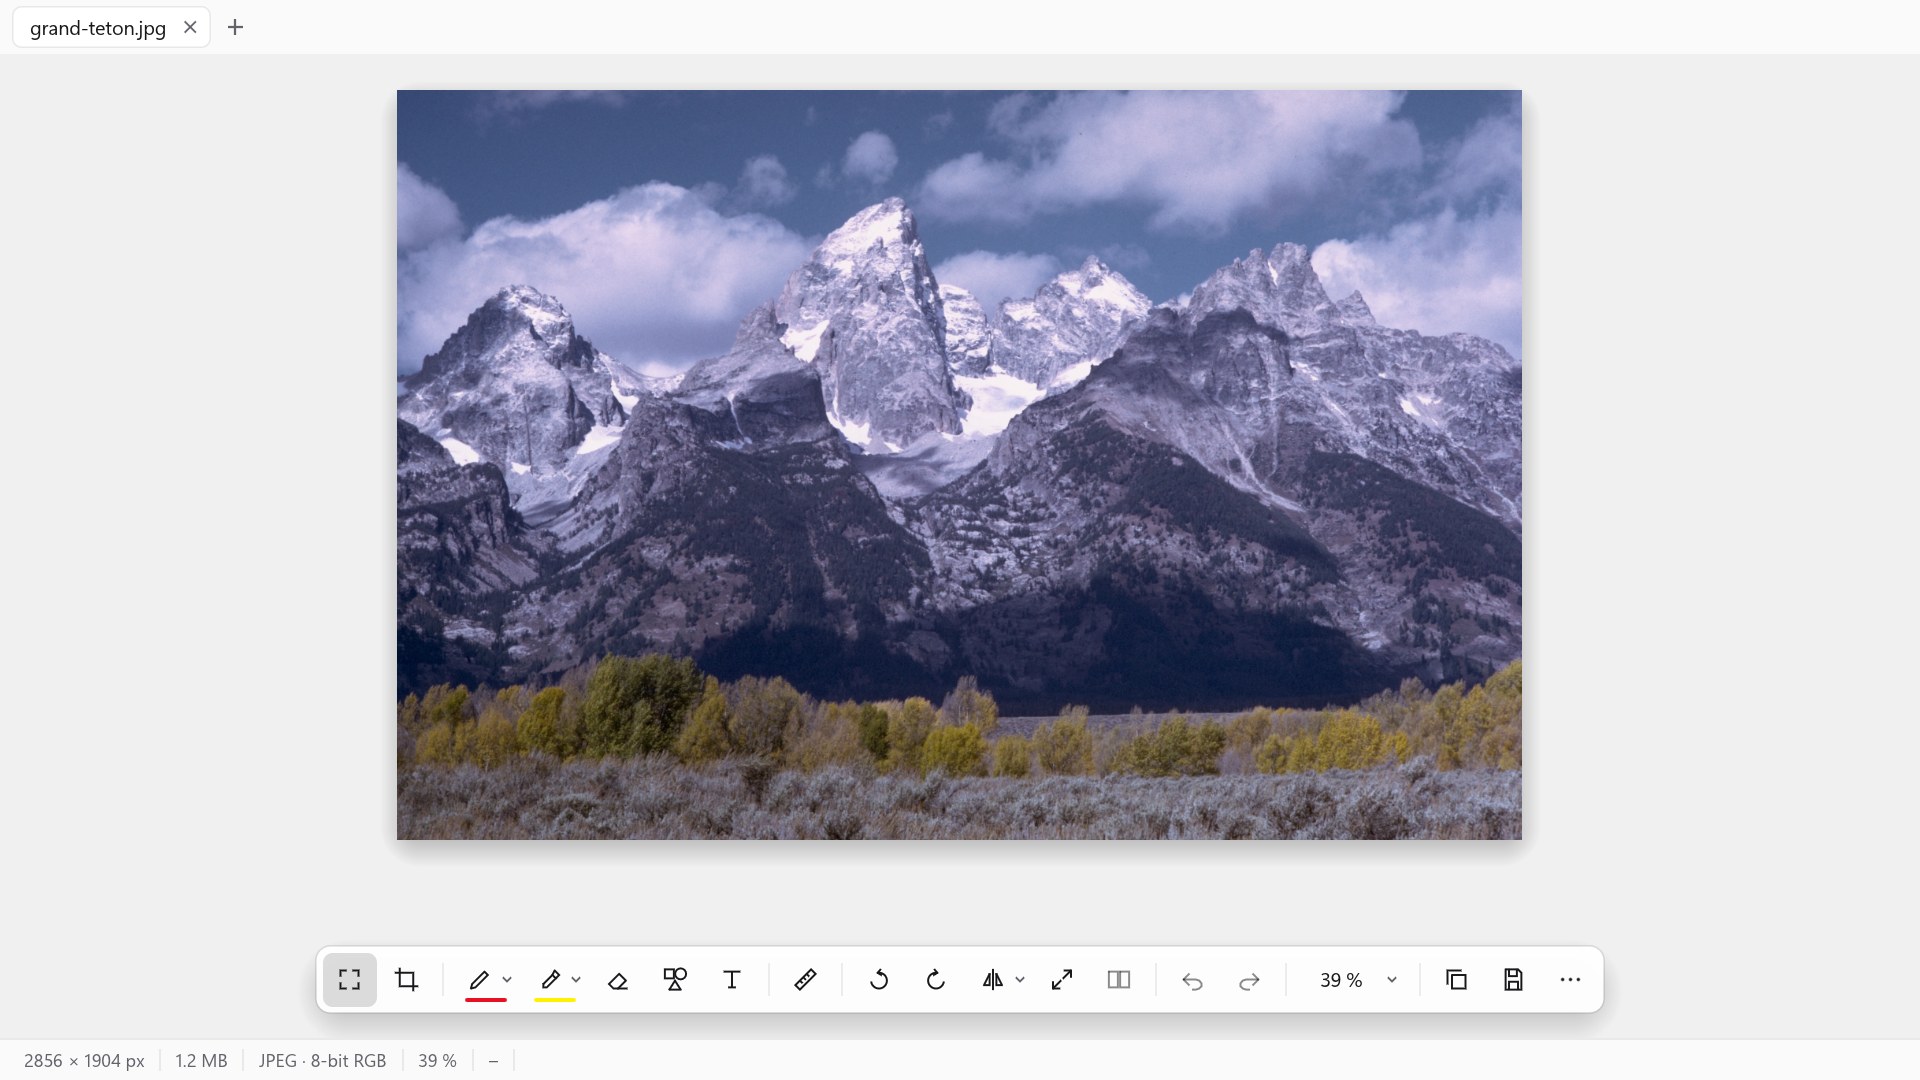 grand-teton.jpg
39 %
2856 × 1904 px
1.2 MB
JPEG · 8-bit RGB
39 %
–